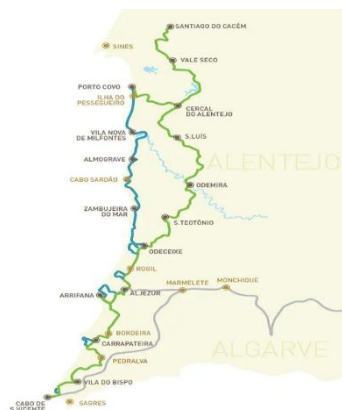 SANTIAGO DO CACÉM
SINES
VALE SECO
PORTO COVO
ILHA DO
PESSEGUEIRO
CERCAL
DO ALENTEJO
VILA NOVA
DE MILFONTES
S.LUÍS
ALMOGRAVE
ALENTEJO
CABO SARDÃO
ODEMIRA
ZAMBUJEIRA
DO MAR
S.TEOTÓNIO
ODECEIXE
ROGIL
MARMELETE
MONCHIQUE
ARRIFANA
ALJEZUR
BORDEIRA
CARRAPATEIRA
ALGARVE
PEDRALVA
VILA DO BISPO
CABO DE
S.VICENTE
SAGRES